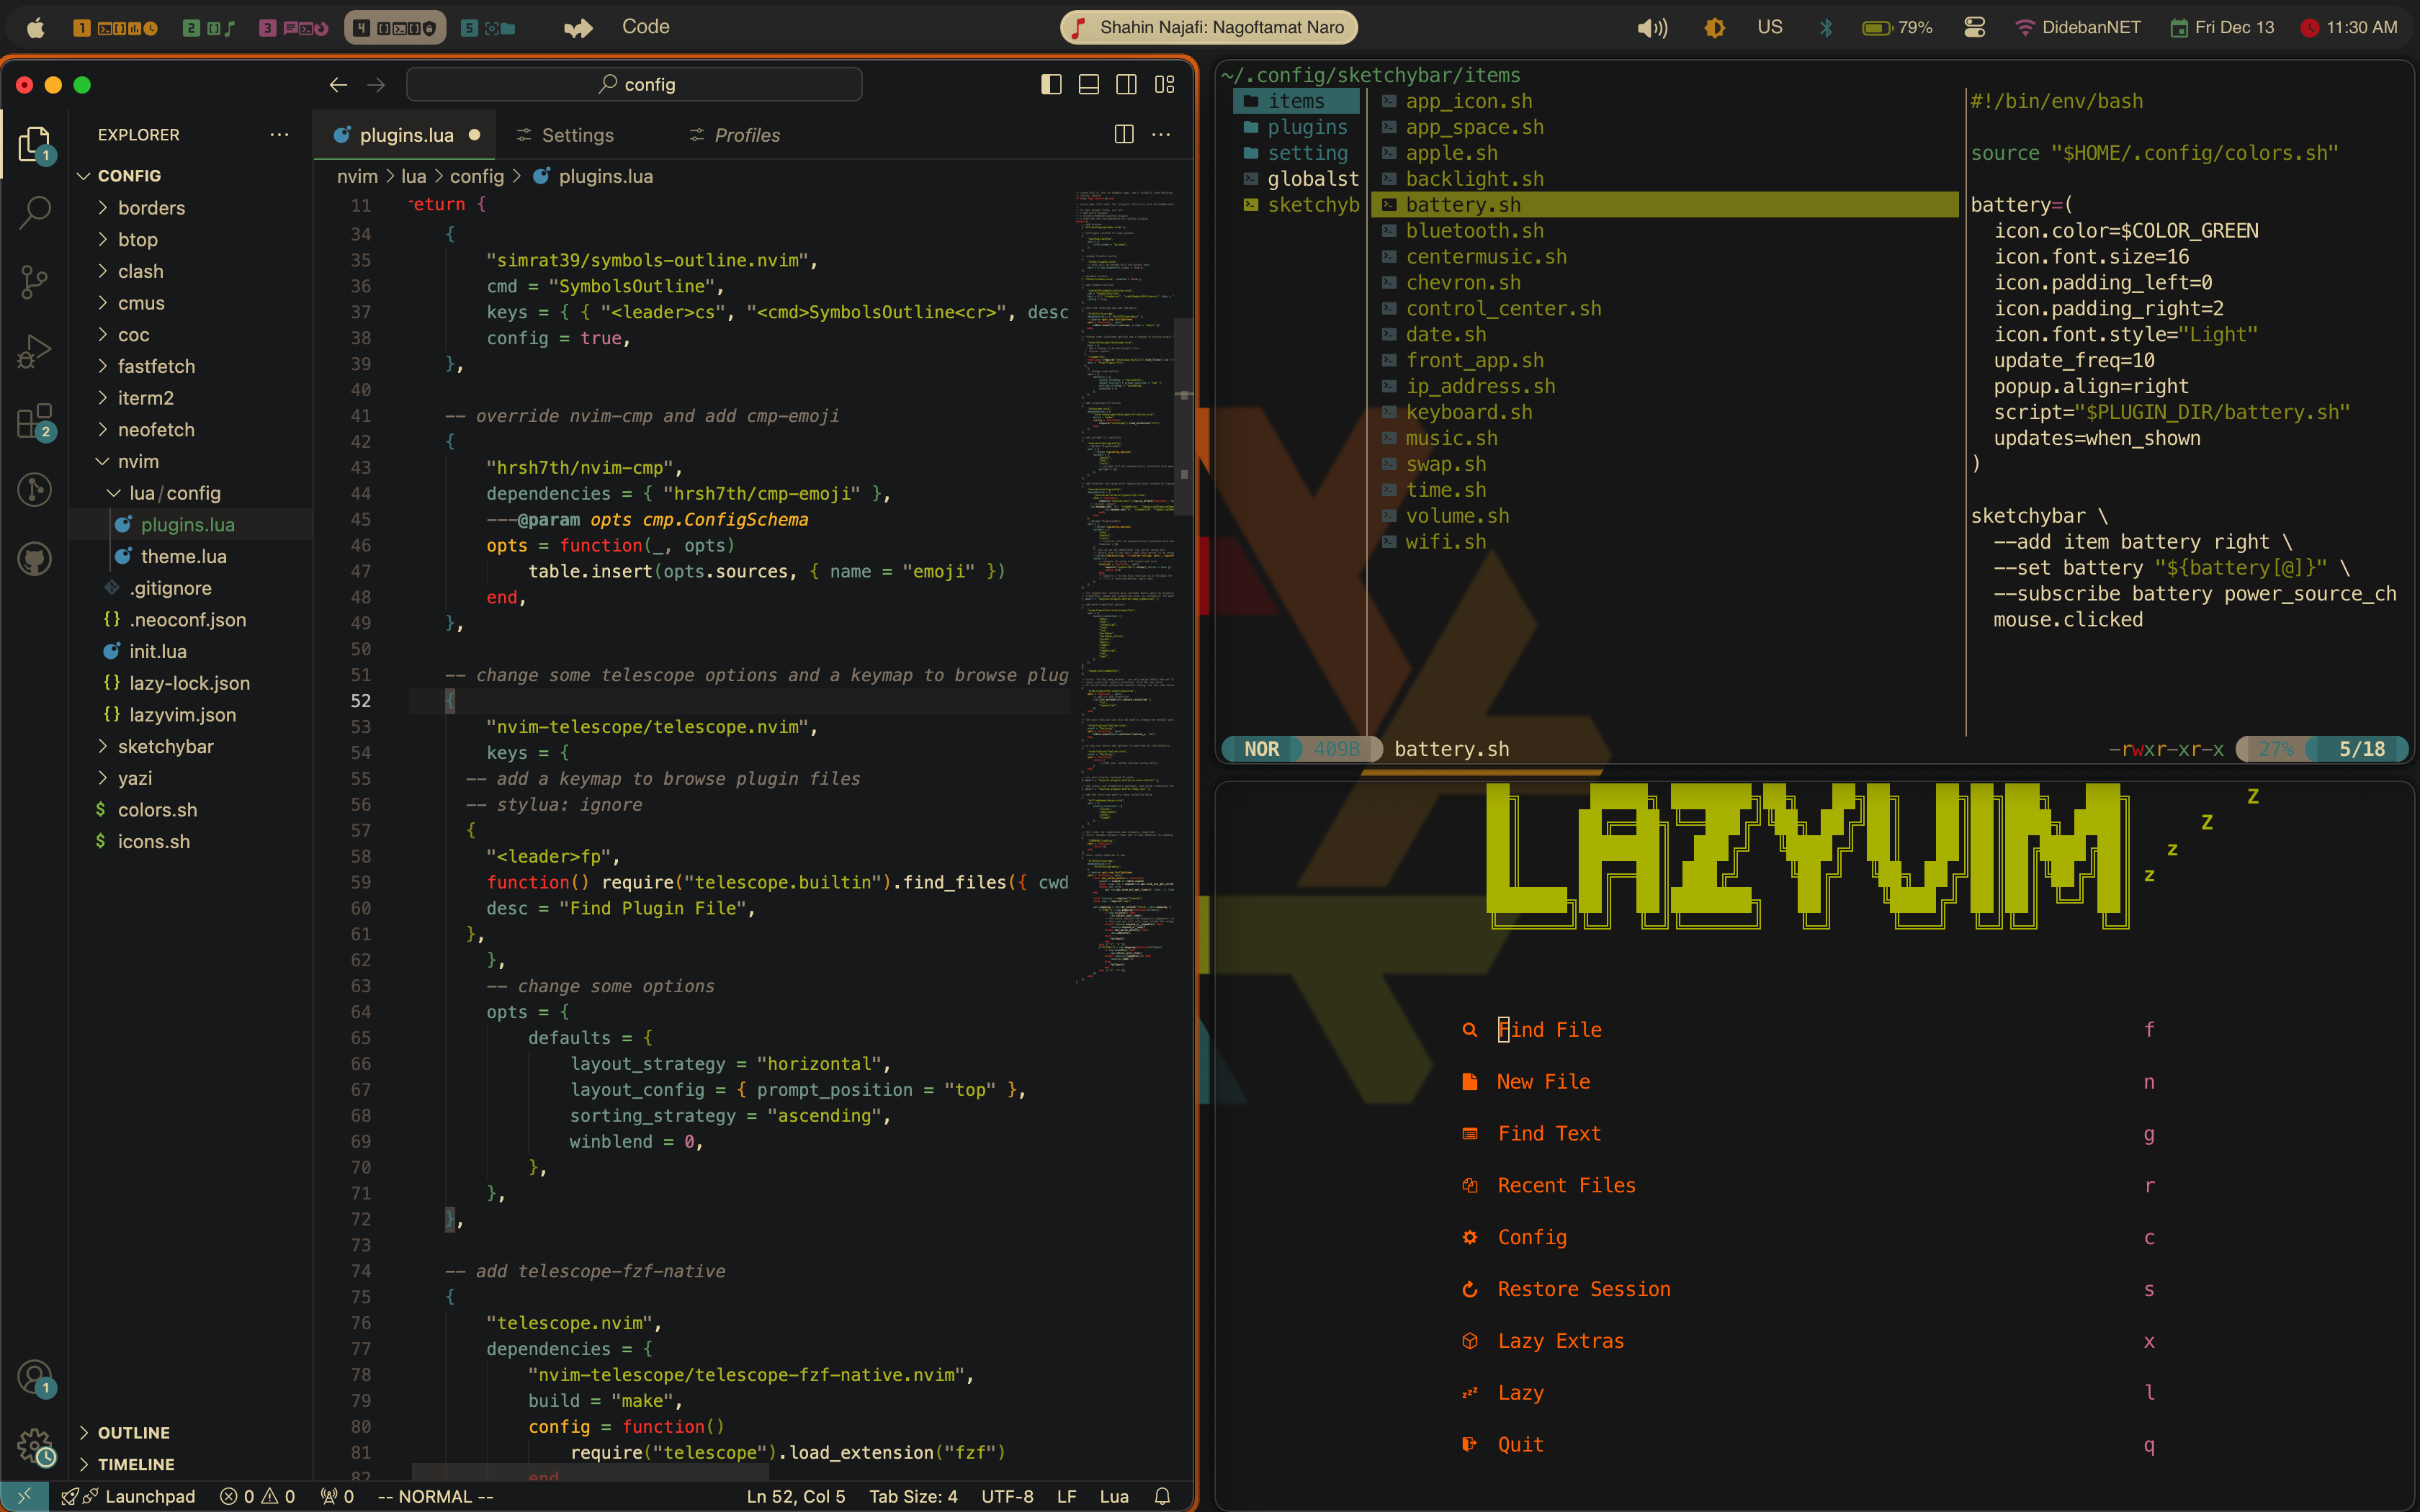 1 2 3 4 5 Code
Shahin Najafi: Nagoftamat Naro
US 79% DidebanNET Fri Dec 13 11:30 AM
config
EXPLORER
CONFIG
borders
btop
clash
cmus
coc
fastfetch
iterm2
neofetch
nvim
lua/config
plugins.lua
theme.lua
.gitignore
.neoconf.json
init.lua
lazy-lock.json
lazyvim.json
sketchybar
yazi
$ colors.sh
$ icons.sh
OUTLINE
TIMELINE
1
2
1
plugins.lua Settings Profiles
nvim > lua > config > plugins.lua
11 return {
34 {
35 "simrat39/symbols-outline.nvim",
36 cmd = "SymbolsOutline",
37 keys = { { "<leader>cs", "<cmd>SymbolsOutline<cr>", desc
38 config = true,
39 },
40
41 -- override nvim-cmp and add cmp-emoji
42 {
43 "hrsh7th/nvim-cmp",
44 dependencies = { "hrsh7th/cmp-emoji" },
45 ---@param opts cmp.ConfigSchema
46 opts = function(_, opts)
47 table.insert(opts.sources, { name = "emoji" })
48 end,
49 },
50
51 -- change some telescope options and a keymap to browse plug
52 {
53 "nvim-telescope/telescope.nvim",
54 keys = {
55 -- add a keymap to browse plugin files
56 -- stylua: ignore
57 {
58 "<leader>fp",
59 function() require("telescope.builtin").find_files({ cwd
60 desc = "Find Plugin File",
61 },
62 },
63 -- change some options
64 opts = {
65 defaults = {
66 layout_strategy = "horizontal",
67 layout_config = { prompt_position = "top" },
68 sorting_strategy = "ascending",
69 winblend = 0,
70 },
71 },
72 },
73
74 -- add telescope-fzf-native
75 {
76 "telescope.nvim",
77 dependencies = {
78 "nvim-telescope/telescope-fzf-native.nvim",
79 build = "make",
80 config = function()
81 require("telescope").load_extension("fzf")
82 end
Launchpad 0 0 0 -- NORMAL -- Ln 52, Col 5 Tab Size: 4 UTF-8 LF Lua
~/.config/sketchybar/items
items
plugins
setting
globalst
sketchyb
app_icon.sh
app_space.sh
apple.sh
backlight.sh
battery.sh
bluetooth.sh
centermusic.sh
chevron.sh
control_center.sh
date.sh
front_app.sh
ip_address.sh
keyboard.sh
music.sh
swap.sh
time.sh
volume.sh
wifi.sh
#!/bin/env/bash
source "$HOME/.config/colors.sh"
battery=(
icon.color=$COLOR_GREEN
icon.font.size=16
icon.padding_left=0
icon.padding_right=2
icon.font.style="Light"
update_freq=10
popup.align=right
script="$PLUGIN_DIR/battery.sh"
updates=when_shown
)
sketchybar \
--add item battery right \
--set battery "${battery[@]}" \
--subscribe battery power_source_ch
mouse.clicked
NOR 409B battery.sh -rwxr-xr-x 27% 5/18
LAZYVIM z z z z
Find File f
New File n
Find Text g
Recent Files r
Config c
Restore Session s
Lazy Extras x
Lazy l
Quit q